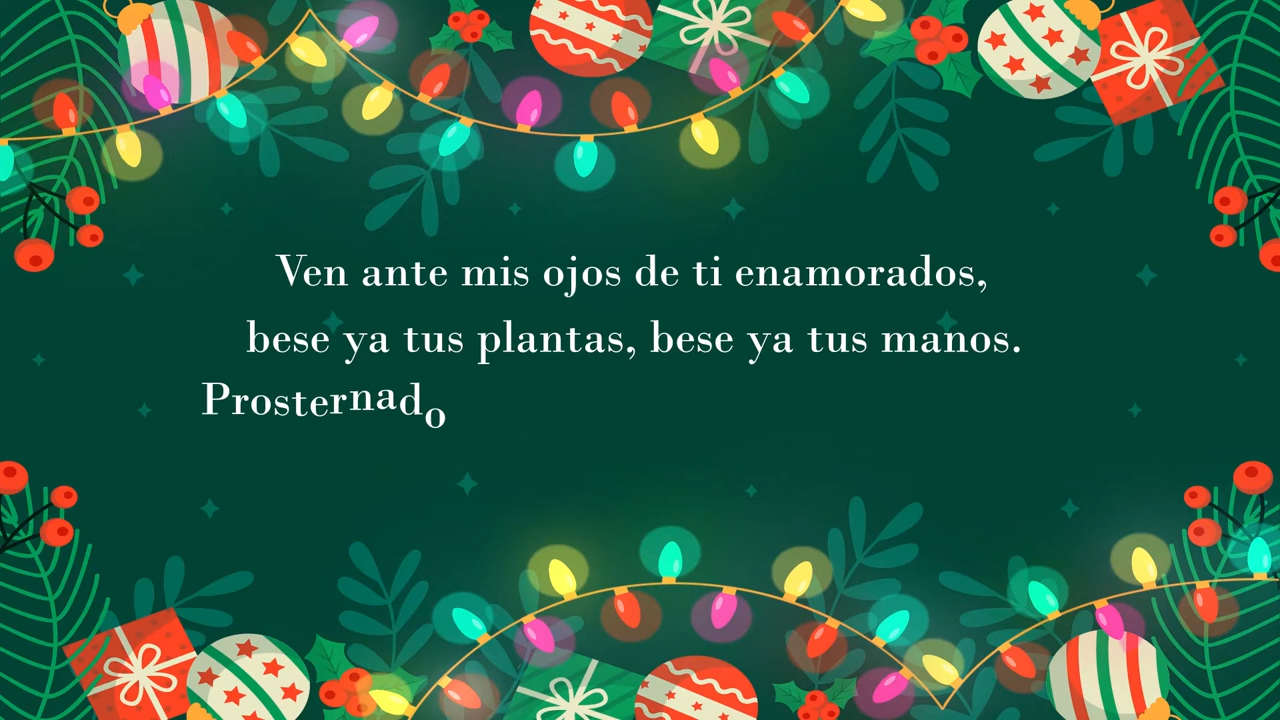 Ven ante mis ojos de ti enamorados,
bese ya tus plantas, bese ya tus manos.
Prosternado